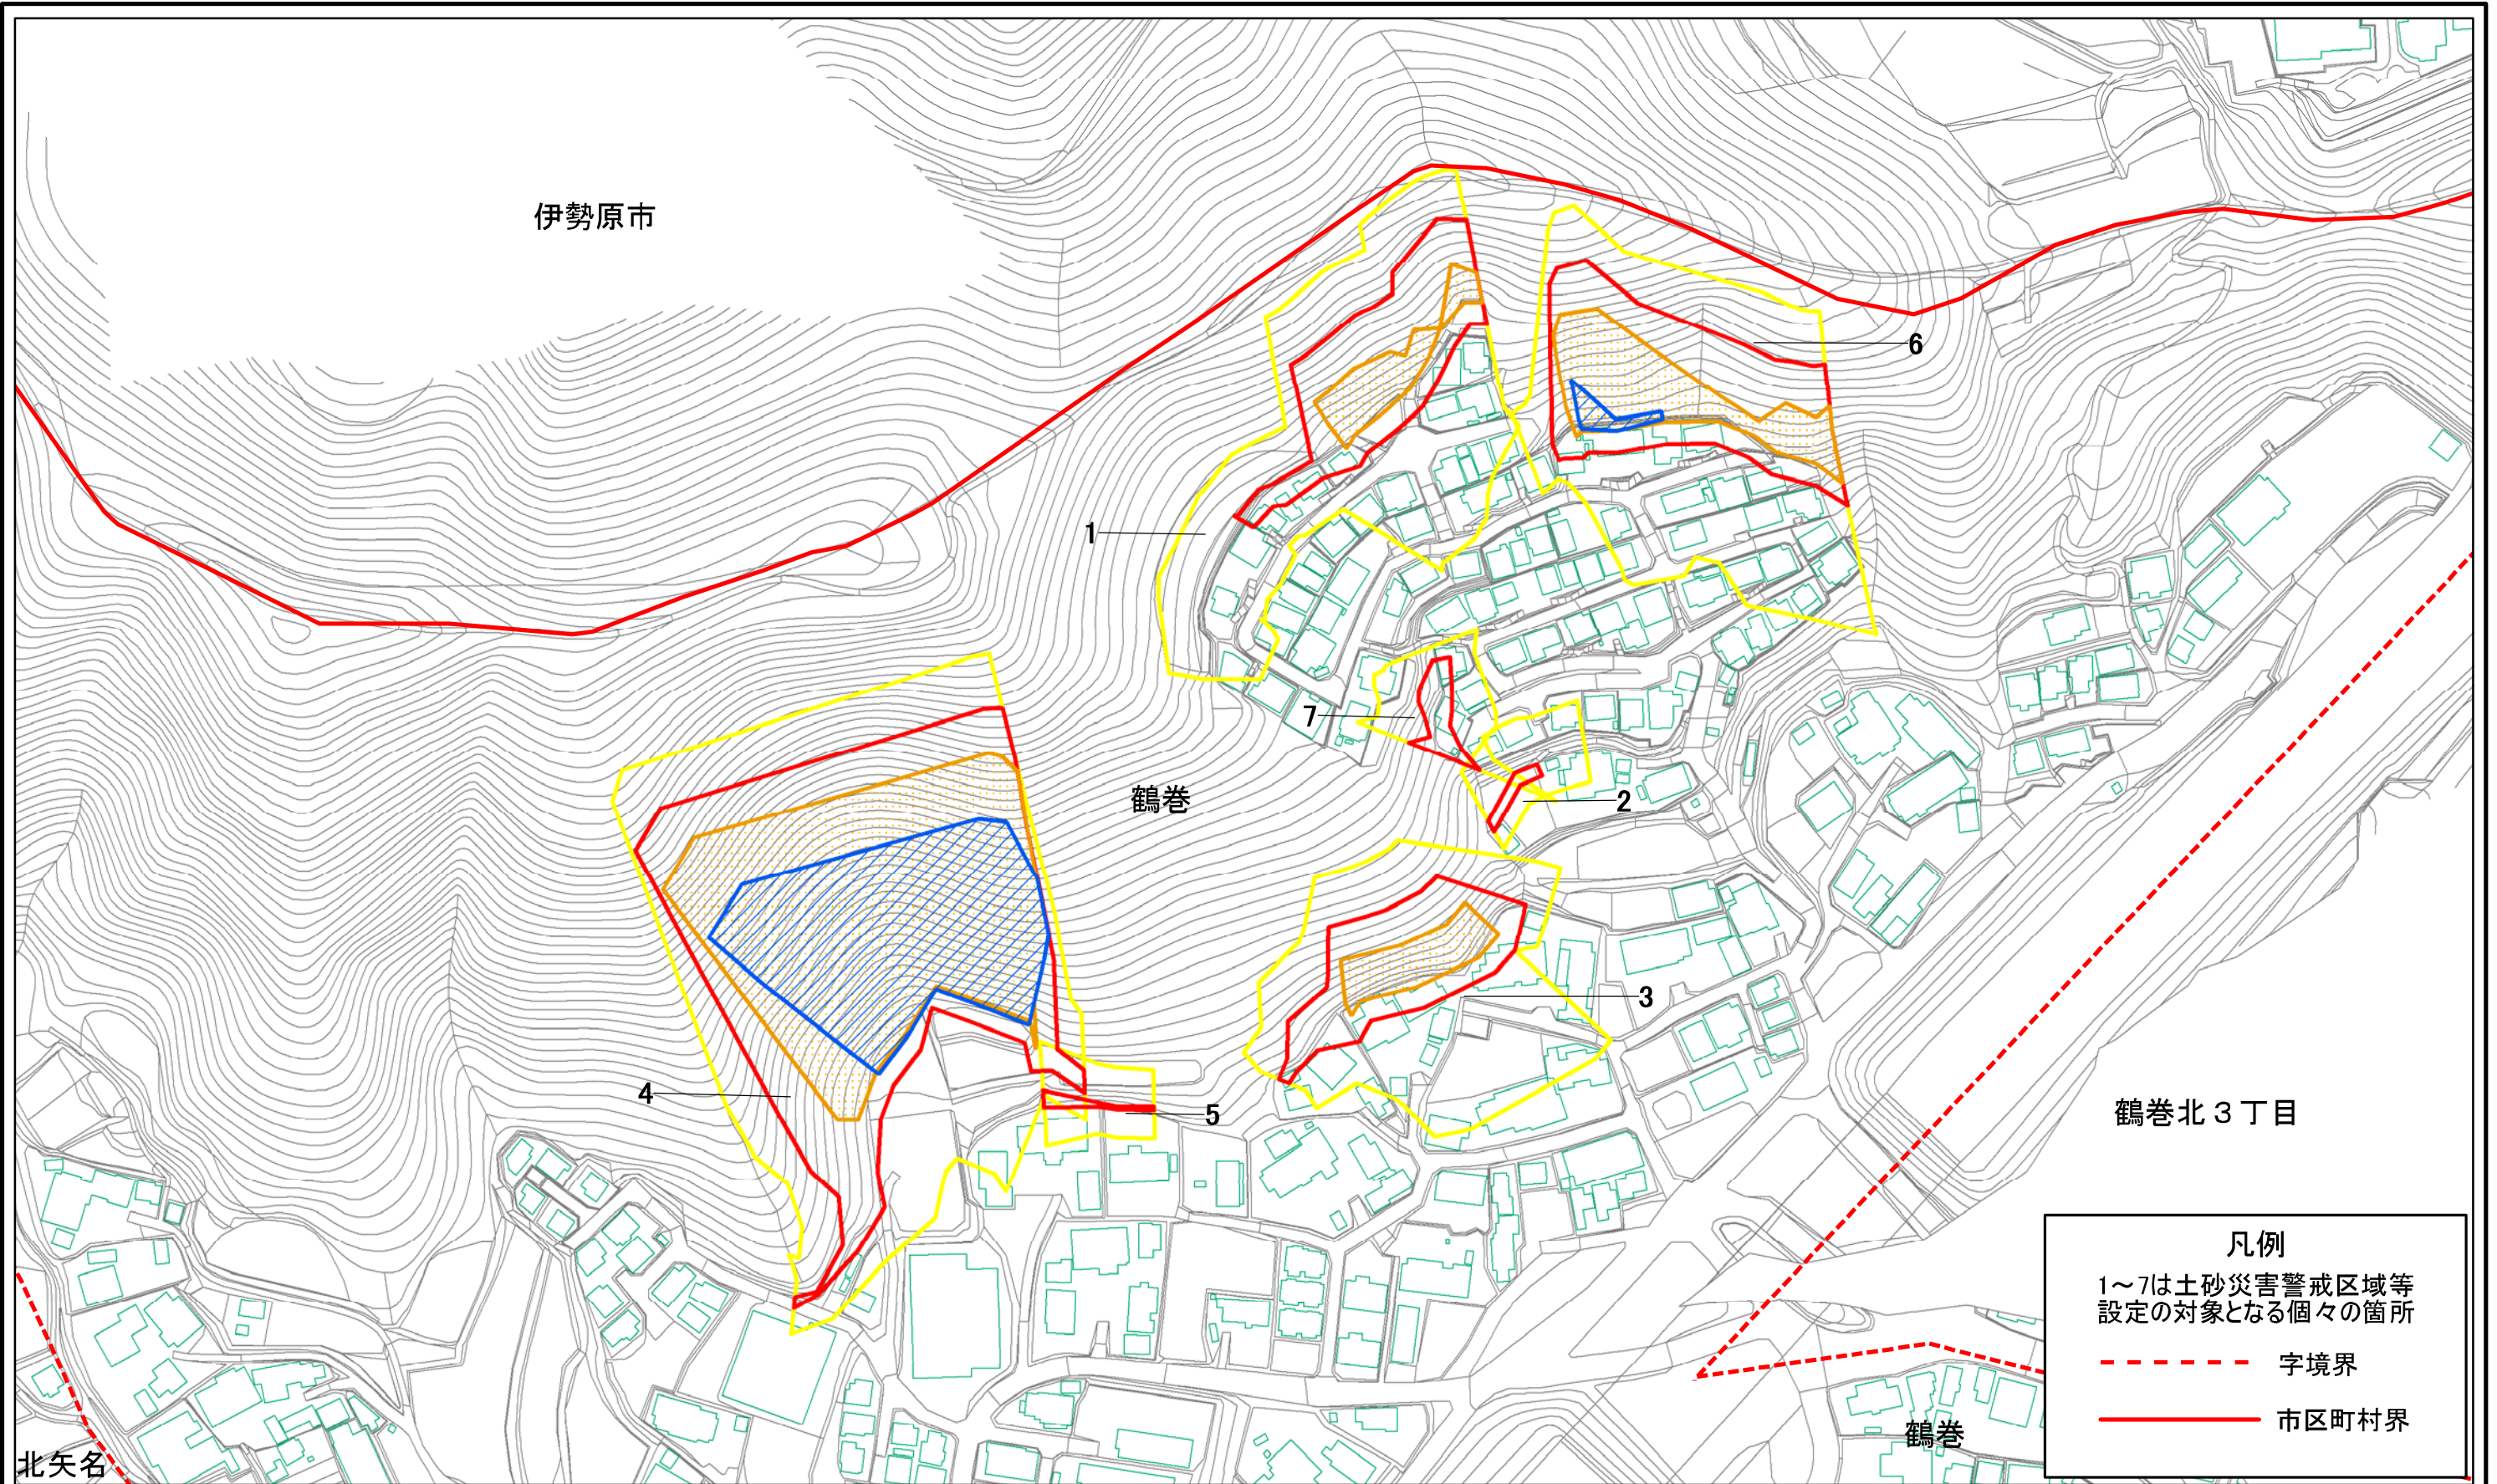 伊勢原市
6
1
7
鶴巻
2
3
4
5
鶴巻北3丁目
凡例
1～7は土砂災害警戒区域等
設定の対象となる個々の箇所
字境界
市区町村界
鶴巻
北矢名